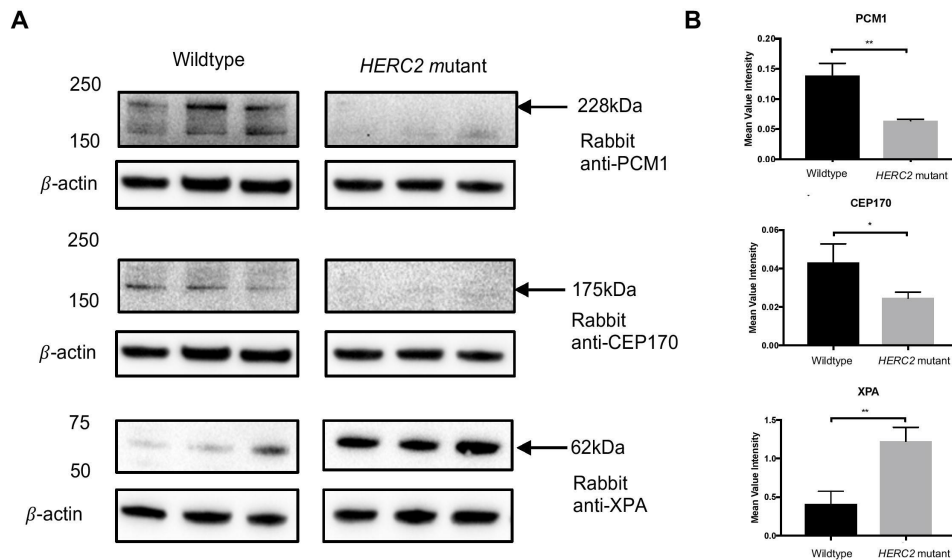 A
Wildtype
HERC2 mutant
250
150
228kDa
Rabbit
anti-PCM1
β-actin
250
150
175kDa
Rabbit
anti-CEP170
β-actin
75
50
62kDa
Rabbit
anti-XPA
β-actin
B
PCM1
Mean Value Intensity
0.20
0.15
0.10
0.05
0.00
**
Wildtype
HERC2 mutant
CEP170
Mean Value Intensity
0.06
0.04
0.02
0.00
*
Wildtype
HERC2 mutant
XPA
Mean Value Intensity
1.5
1.0
0.5
0.0
**
Wildtype
HERC2 mutant